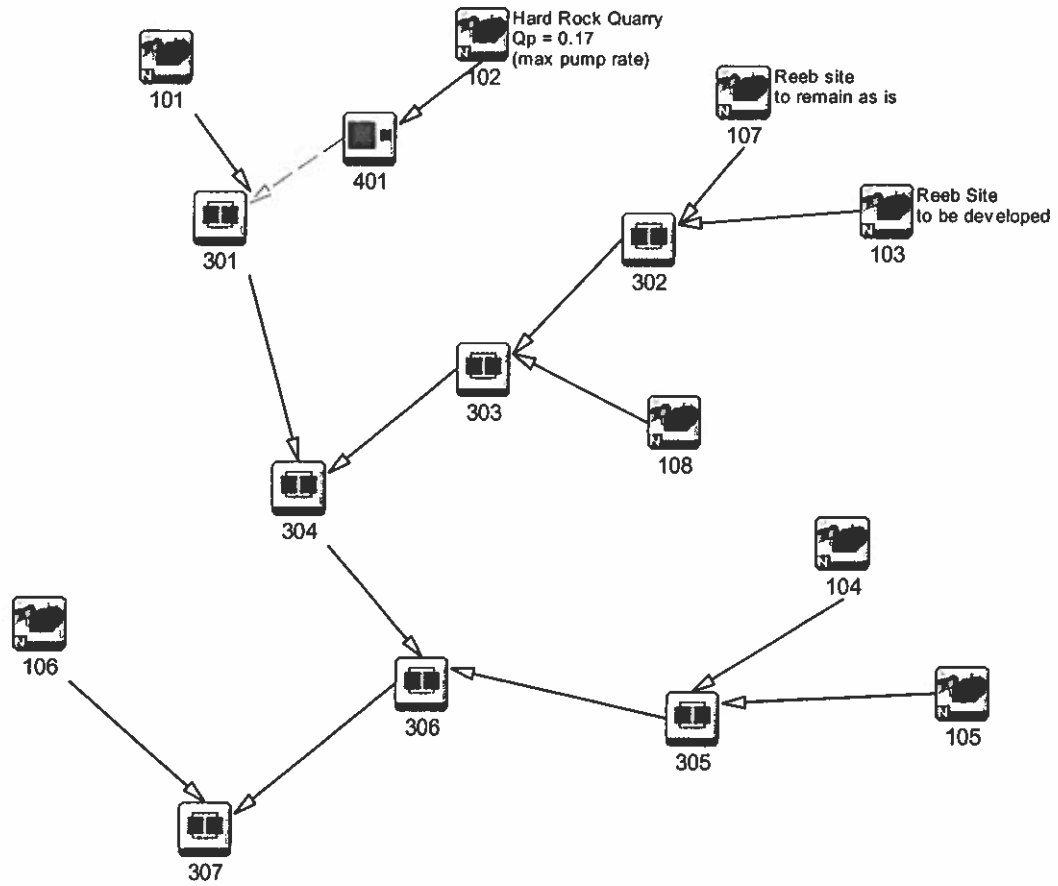 Hard Rock Quarry
Qp = 0.17
(max pump rate)
102
101
Reeb site
to remain as is
107
401
Reeb Site
to be developed
103
301
302
303
108
304
104
106
306
305
105
307
N
N
N
N
N
N
N
N